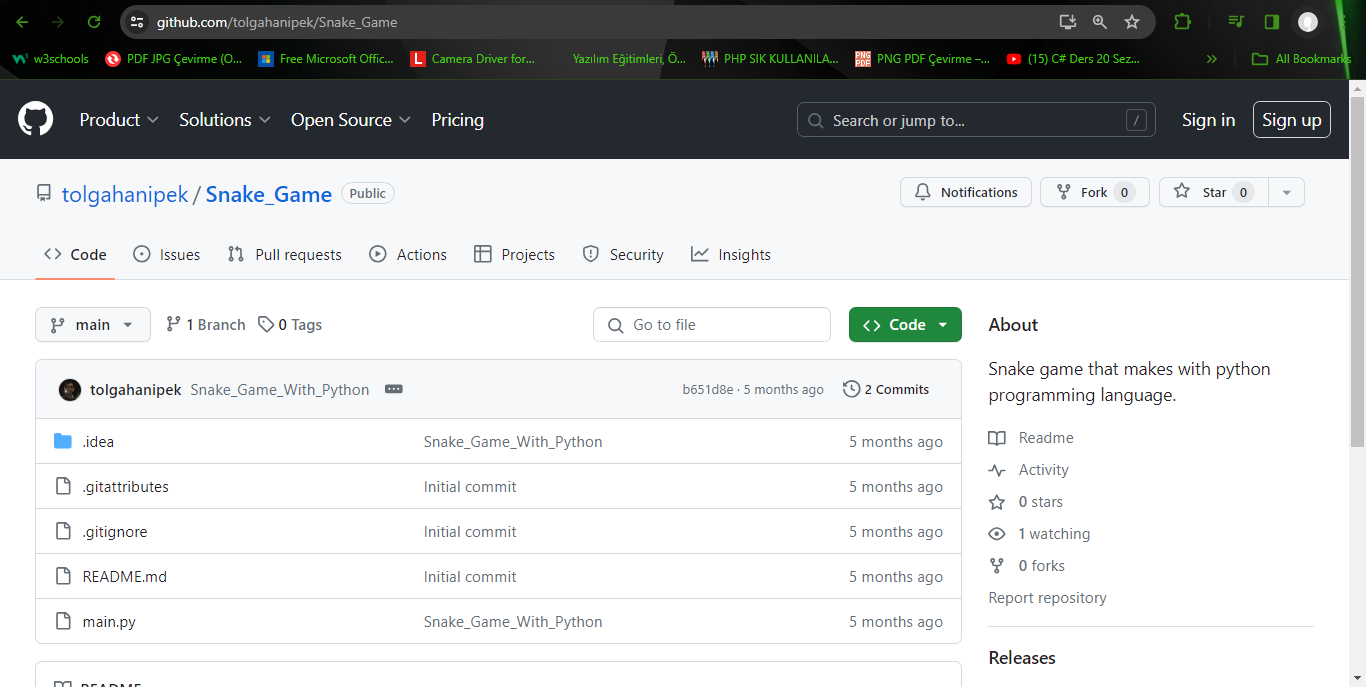 github.com/tolgahanipek/Snake_Game
w3schools PDF JPG Çevirme (O... Free Microsoft Offic... L Camera Driver for... Yazılım Eğitimleri, Ö... PHP SIK KULLANILA... PNG PDF PNG PDF Çevirme –... (15) C# Ders 20 Sez... » All Bookmarks
Product Solutions Open Source Pricing Search or jump to... / Sign in Sign up
tolgahanipek / Snake_Game Public Notifications Fork 0 Star 0
Code Issues Pull requests Actions Projects Security Insights
main 1 Branch 0 Tags Go to file Code
About
Snake game that makes with python
programming language.
tolgahanipek Snake_Game_With_Python b651d8e · 5 months ago 2 Commits
.idea Snake_Game_With_Python 5 months ago
.gitattributes Initial commit 5 months ago
.gitignore Initial commit 5 months ago
README.md Initial commit 5 months ago
main.py Snake_Game_With_Python 5 months ago
README
Readme
Activity
0 stars
1 watching
0 forks
Report repository
Releases